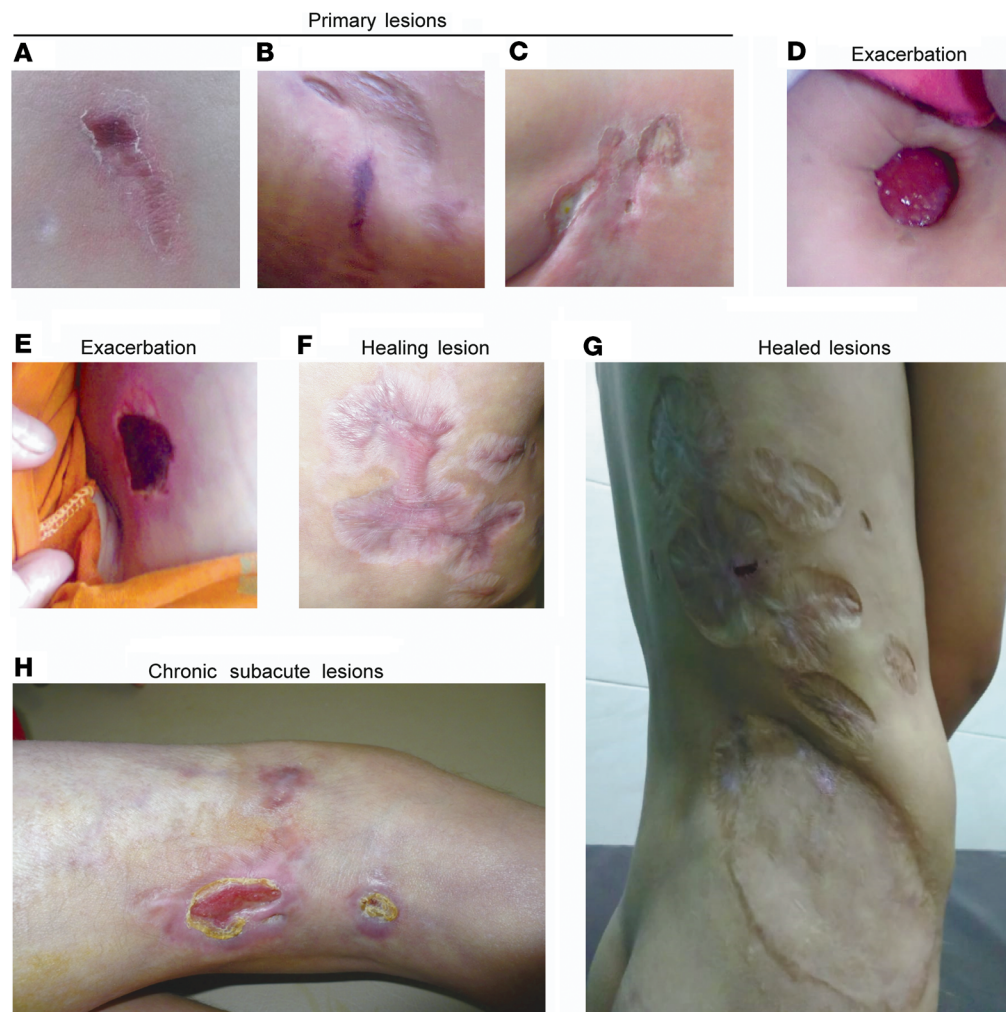 Primary lesions
A
B
C
D
Exacerbation
E
Exacerbation
F
Healing lesion
G
Healed lesions
H
Chronic subacute lesions